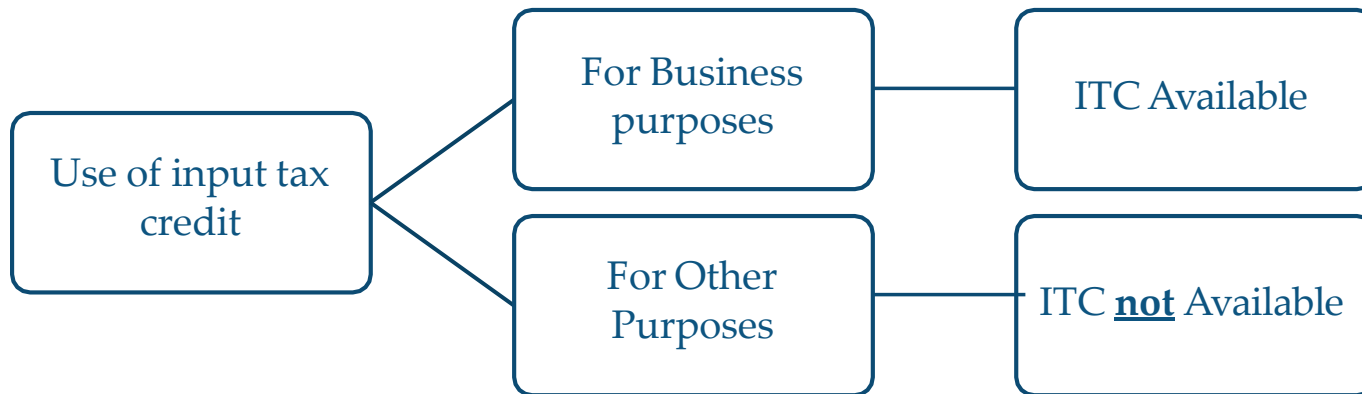 Use of input tax
credit
For Business
purposes
ITC Available
For Other
Purposes
ITC not Available